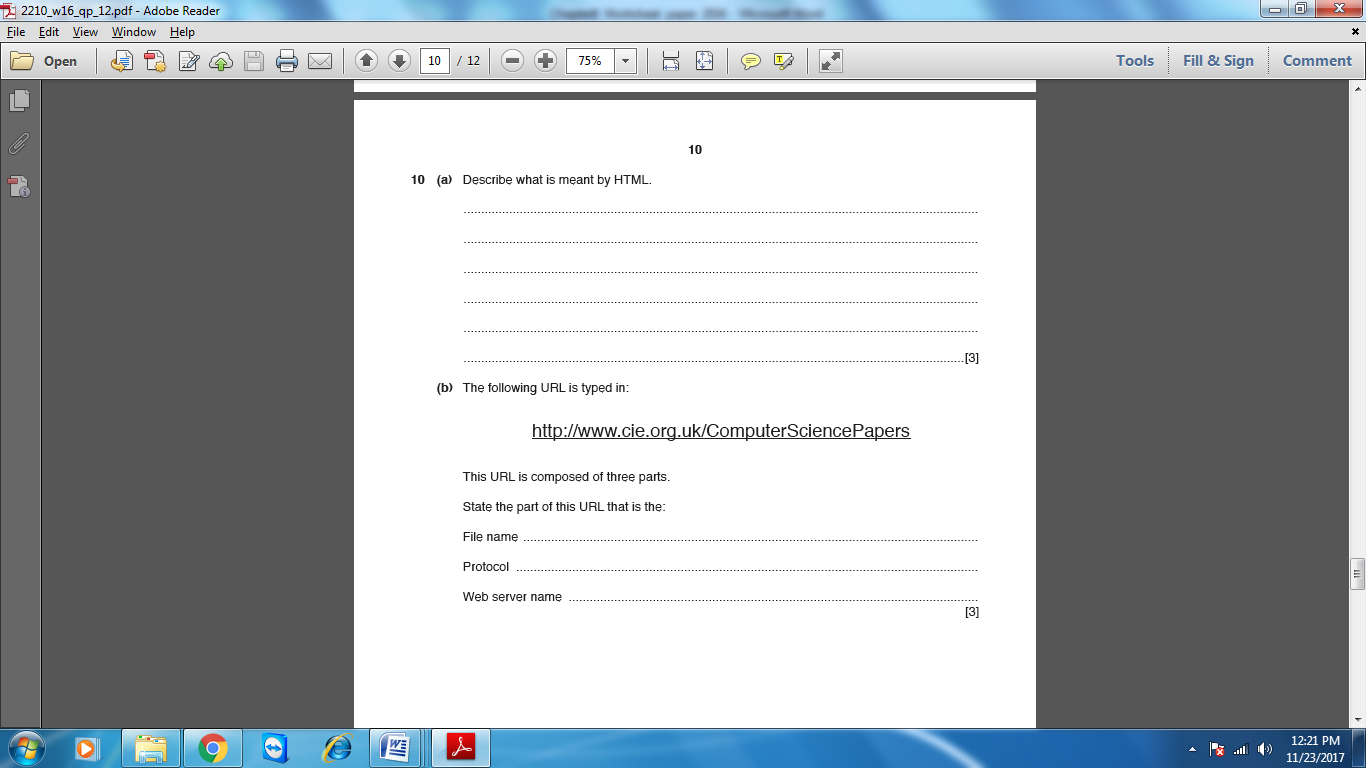 2210_w16_qp_12.pdf - Adobe Reader
File Edit View Window Help
Open 10 / 12 75% Tools Fill & Sign Comment
10
10 (a) Describe what is meant by HTML.
..........................................................................................
..........................................................................................
..........................................................................................
..........................................................................................
..........................................................................................
..........................................................................................[3]
(b) The following URL is typed in:
http://www.cie.org.uk/ComputerSciencePapers
This URL is composed of three parts.
State the part of this URL that is the:
File name ..........................................................................................
Protocol ..........................................................................................
Web server name ..........................................................................................
[3]
12:21 PM
11/23/2017